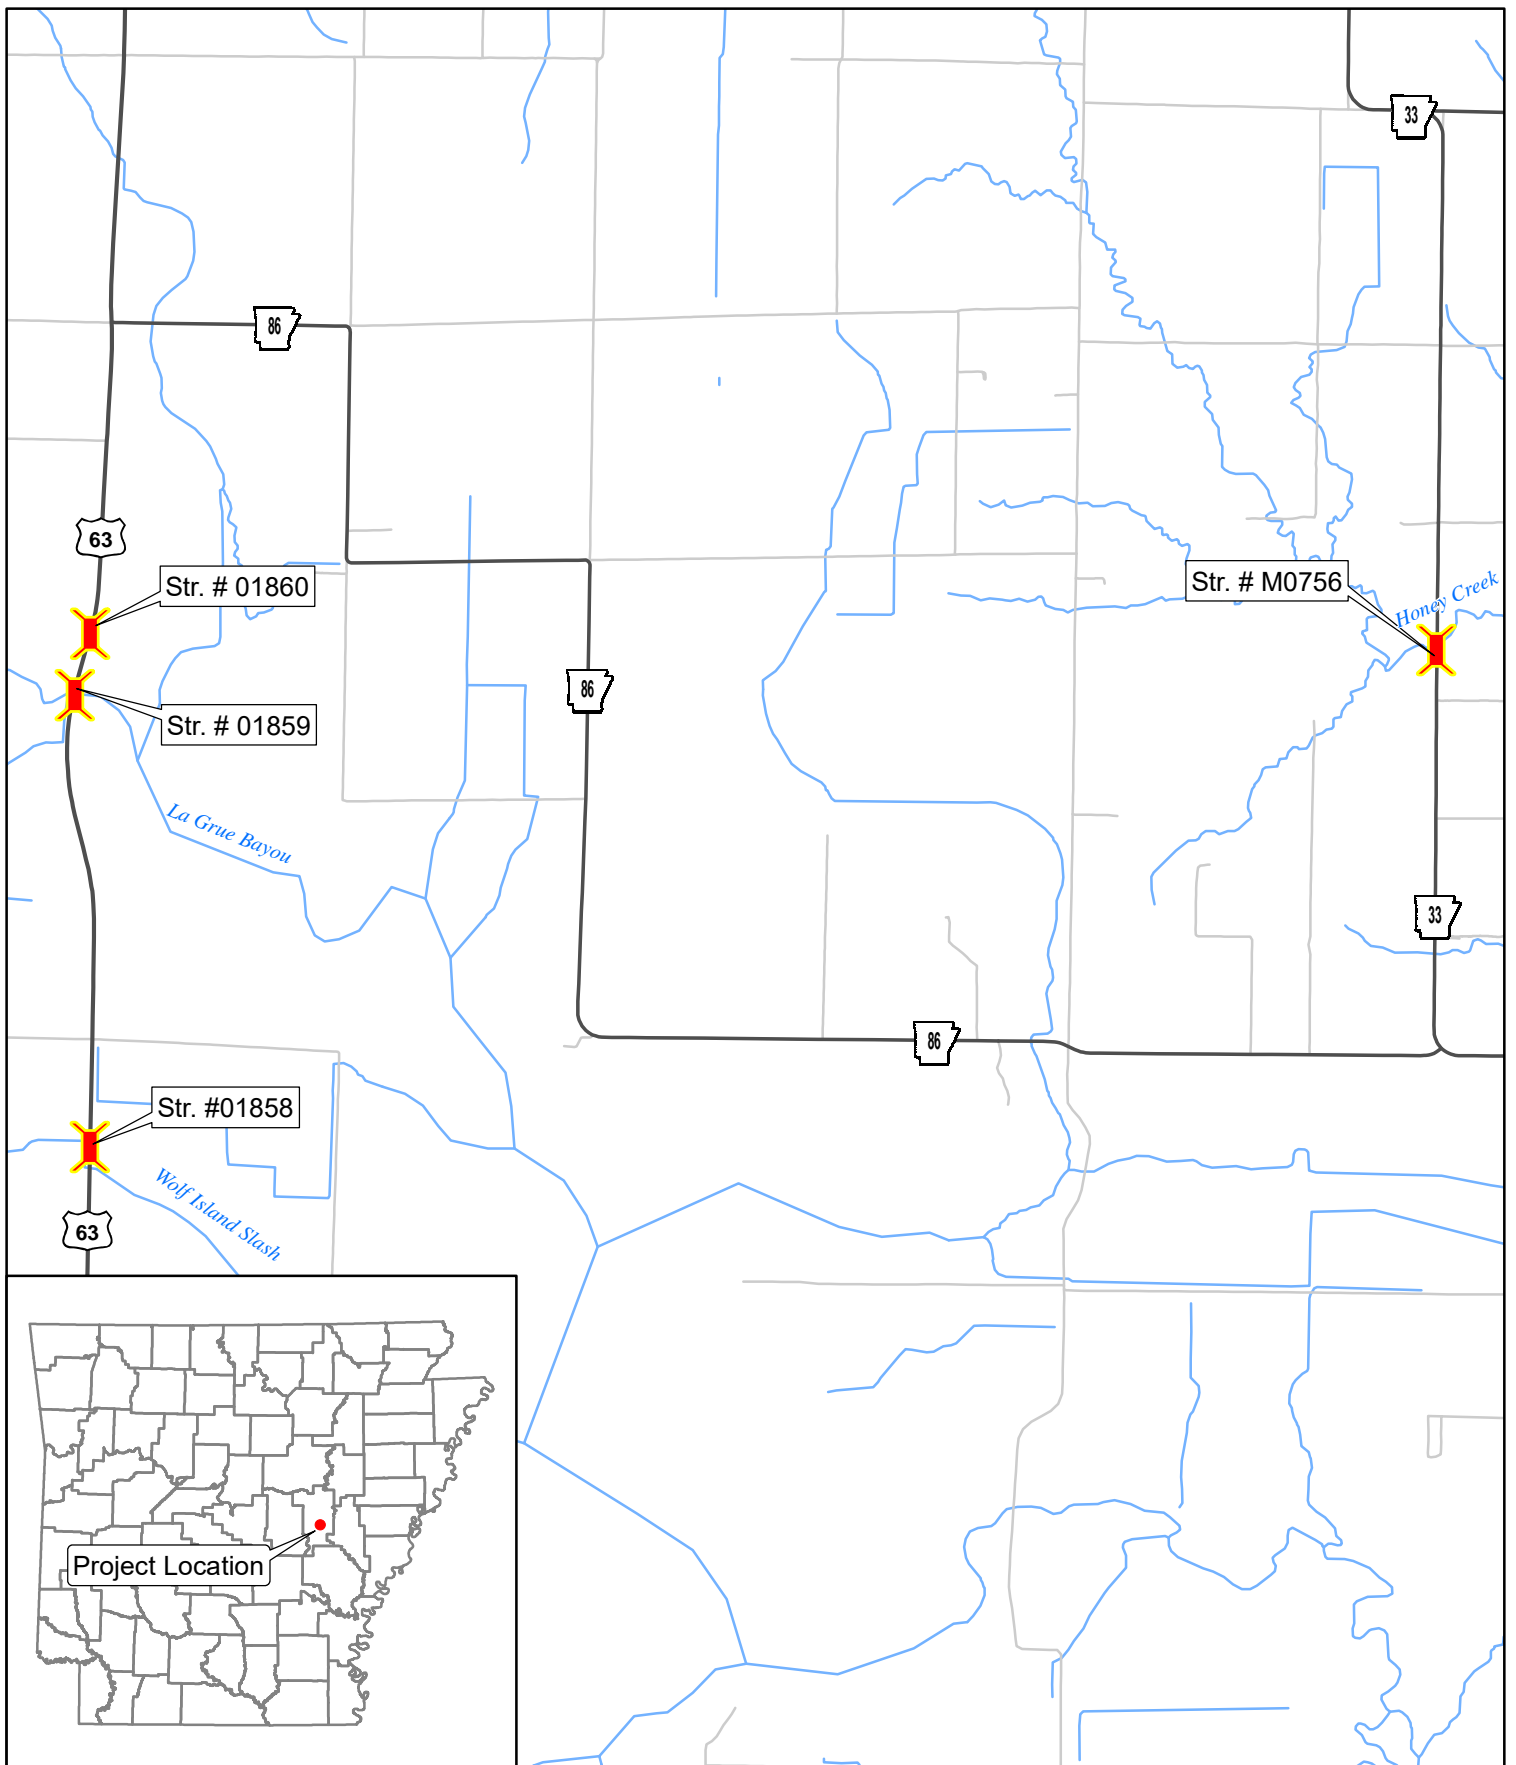 33
86
63
Str. # 01860
Str. # M0756
Honey Creek
86
Str. # 01859
La Grue Bayou
33
86
Str. #01858
Wolf Island Slash
63
Project Location